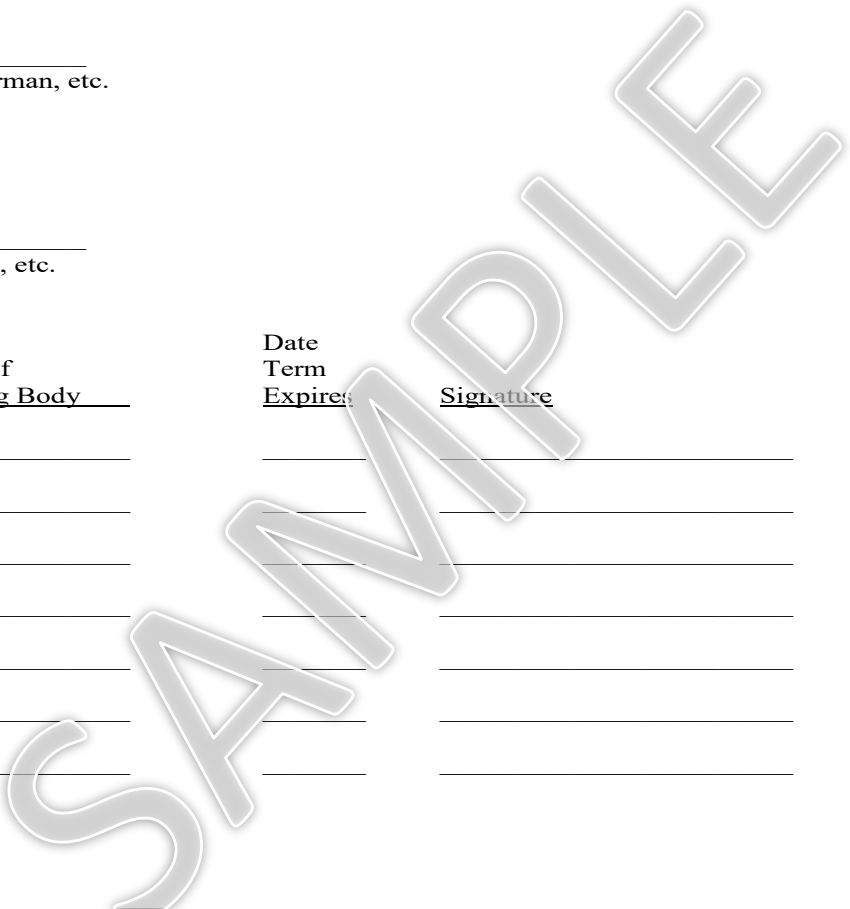 rman, etc.
, etc.
Date
f Term
g Body Expires Signature
SAMPLE